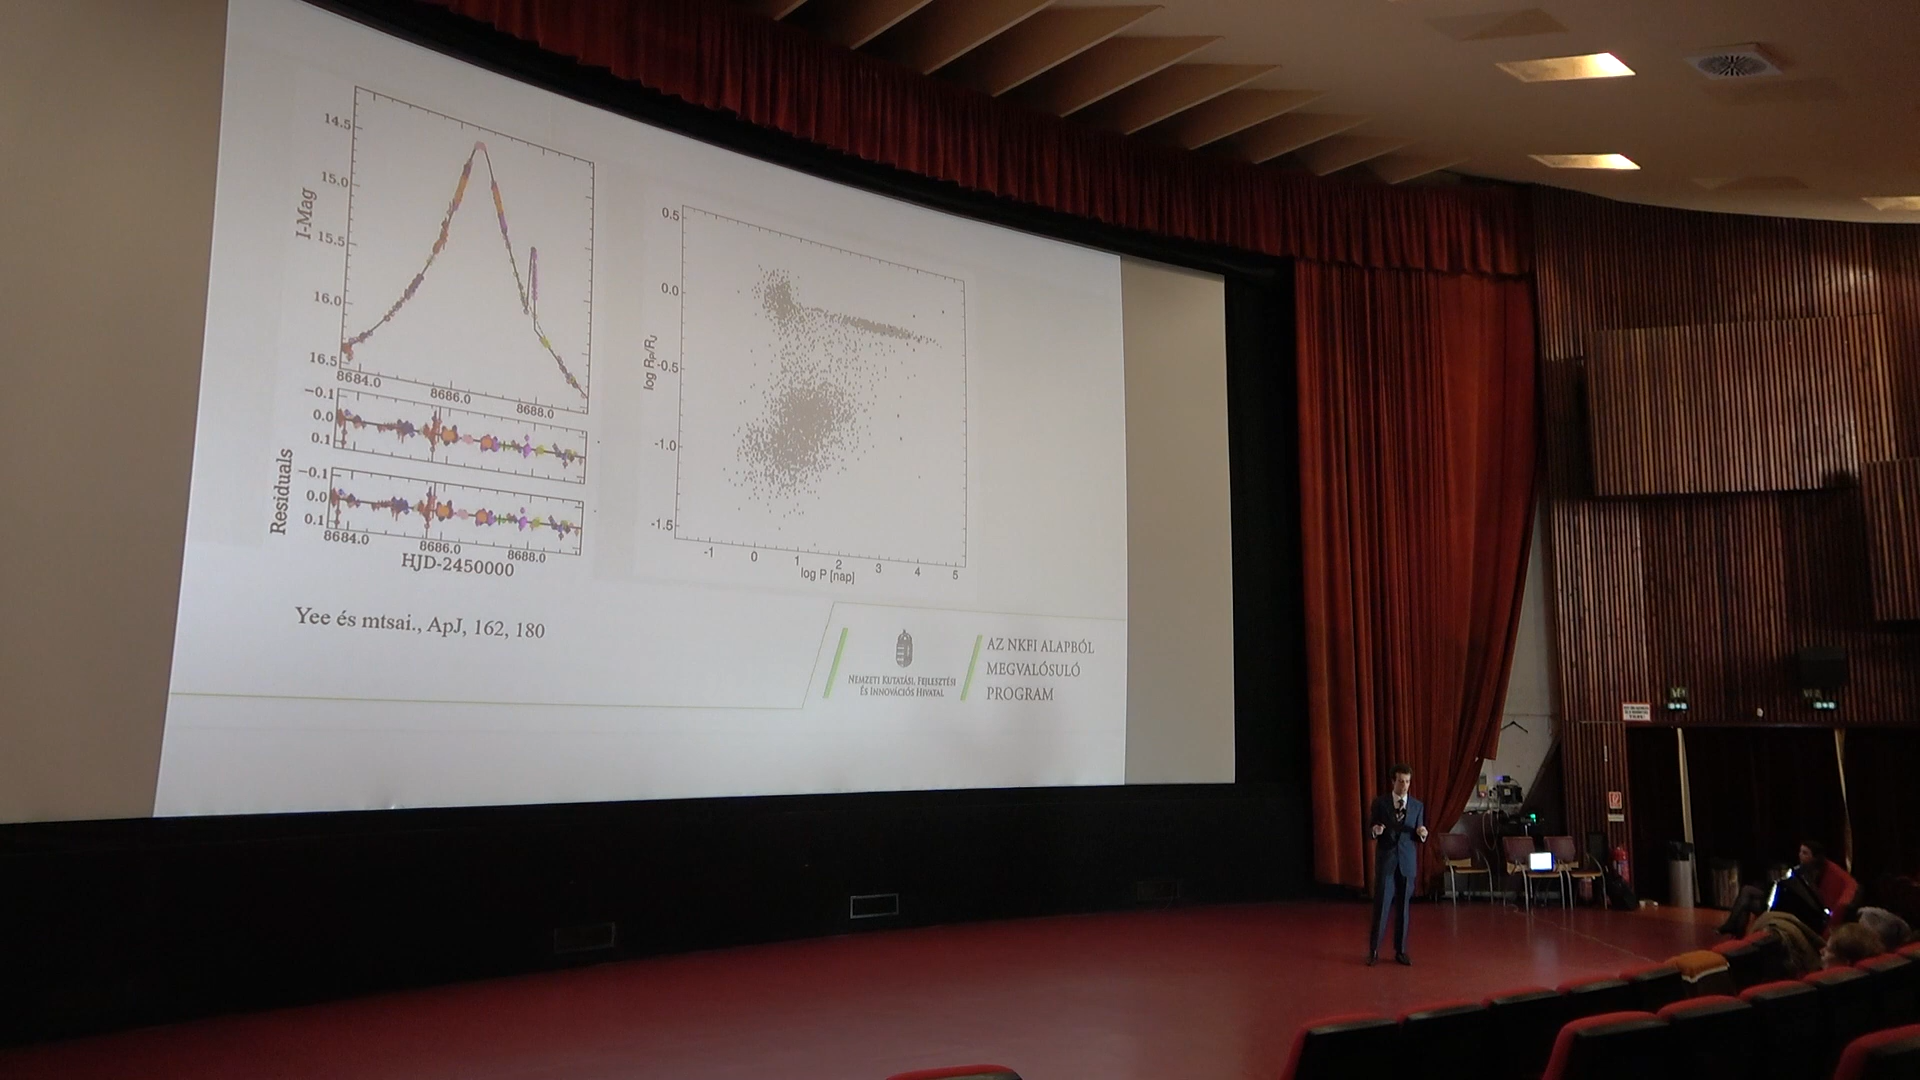 14.5
15.0
15.5
16.0
16.5
I-Mag
8684.0
8686.0
8688.0
−0.1
0.0
0.1
−0.1
0.0
0.1
Residuals
8684.0
8686.0
8688.0
HJD-2450000
0.5
0.0
-0.5
-1.0
-1.5
log Rₚ/Rⱼ
-1
0
1
2
3
4
5
log P [nap]
Yee és mtsai., ApJ, 162, 180
NEMZETI KUTATÁSI, FEJLESZTÉSI
ÉS INNOVÁCIÓS HIVATAL
AZ NKFI ALAPBÓL
MEGVALÓSULÓ
PROGRAM